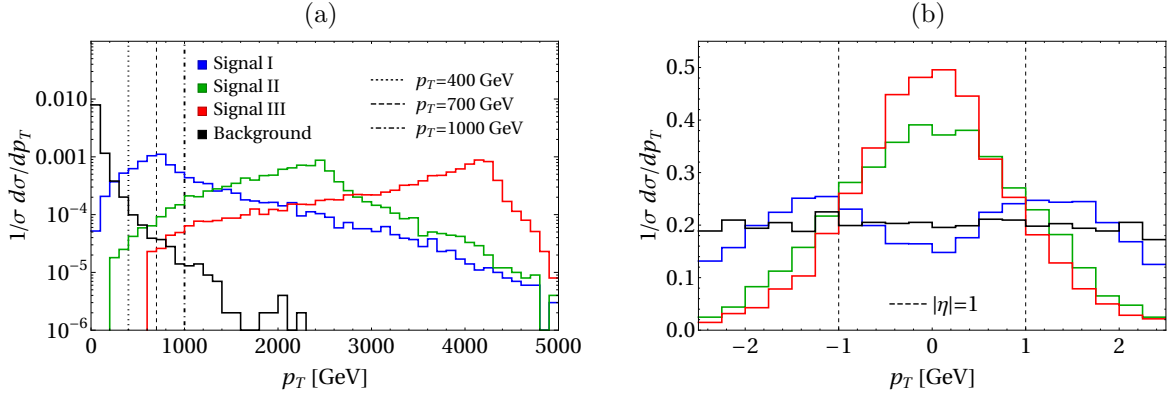 (a)
1/σ dσ/dp_T
0.010
0.001
10⁻⁴
10⁻⁵
10⁻⁶
Signal I
Signal II
Signal III
Background
p_T=400 GeV
p_T=700 GeV
p_T=1000 GeV
0 1000 2000 3000 4000 5000
p_T [GeV]
(b)
1/σ dσ/dp_T
0.5
0.4
0.3
0.2
0.1
0.0
|η|=1
−2 −1 0 1 2
p_T [GeV]